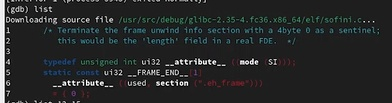 (gdb) list
Downloading source file /usr/src/debug/glibc-2.35-4.fc36.x86_64/elf/sofini.c...
1 /* Terminate the frame unwind info section with a 4byte 0 as a sentinel;
2 this would be the 'length' field in a real FDE. */
3
4 typedef unsigned int ui32 __attribute__ ((mode (SI)));
5 static const ui32 __FRAME_END__[1]
6 __attribute__ ((used, section (".eh_frame")))
7 = { 0 };
(gdb) list